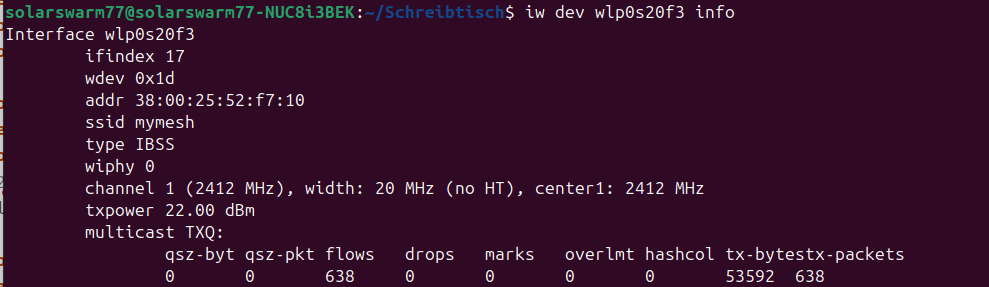 solarswarm77@solarswarm77-NUC8i3BEK:~/Schreibtisch$ iw dev wlp0s20f3 info
Interface wlp0s20f3
ifindex 17
wdev 0x1d
addr 38:00:25:52:f7:10
ssid mymesh
type IBSS
wiphy 0
channel 1 (2412 MHz), width: 20 MHz (no HT), center1: 2412 MHz
txpower 22.00 dBm
multicast TXQ:
qsz-byt qsz-pkt flows drops marks overlmt hashcol tx-bytestx-packets
0 0 638 0 0 0 0 53592 638